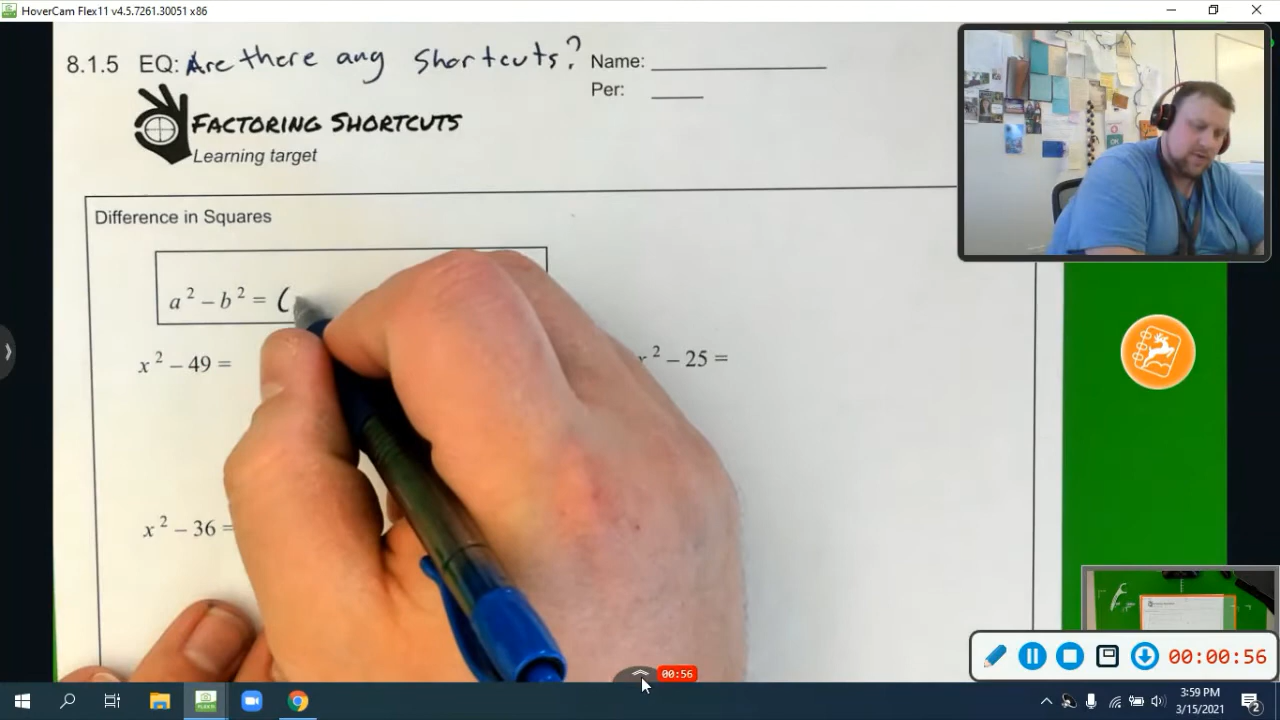 HoverCam Flex11 v4.5.7261.30051 x86
8.1.5 EQ: Are there any shortcuts? Name:
Per:
FACTORING SHORTCUTS
Learning target
Difference in Squares
a² – b² = (
x² – 49 =
x² – 25 =
x² – 36 =
00:56
00:00:56
3:59 PM
3/15/2021
2